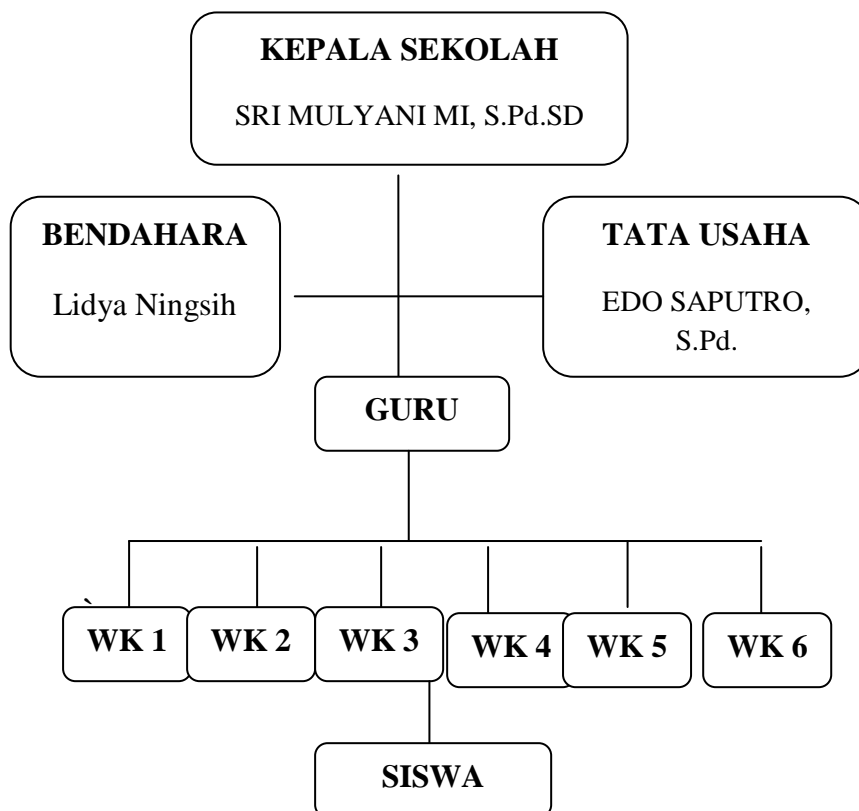 KEPALA SEKOLAH
SRI MULYANI MI, S.Pd.SD
BENDAHARA
Lidya Ningsih
TATA USAHA
EDO SAPUTRO,
S.Pd.
GURU
`
WK 1
WK 2
WK 3
WK 4
WK 5
WK 6
SISWA